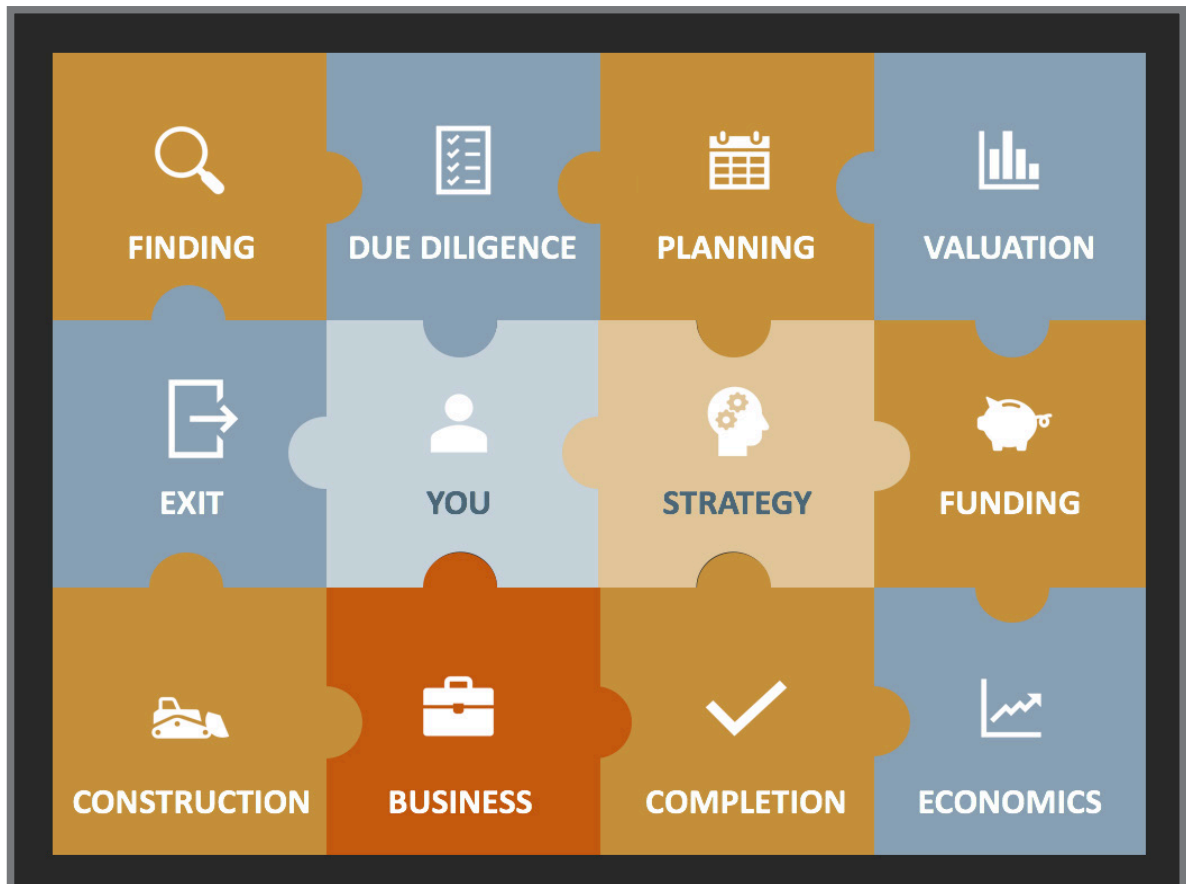 FINDING
DUE DILIGENCE
PLANNING
VALUATION
EXIT
YOU
STRATEGY
FUNDING
CONSTRUCTION
BUSINESS
COMPLETION
ECONOMICS